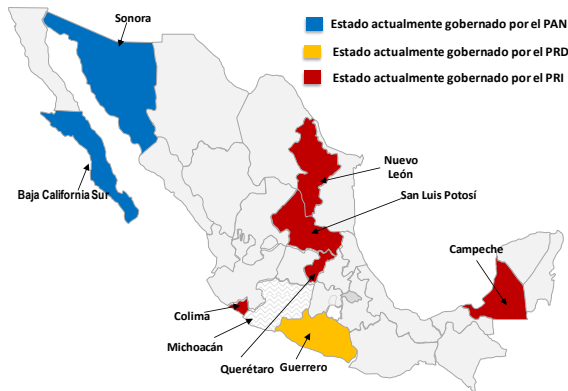 Sonora
Estado actualmente gobernado por el PAN
Estado actualmente gobernado por el PRD
Estado actualmente gobernado por el PRI
Nuevo
León
San Luis Potosí
Baja California Sur
Campeche
Colima
Michoacán
Querétaro
Guerrero